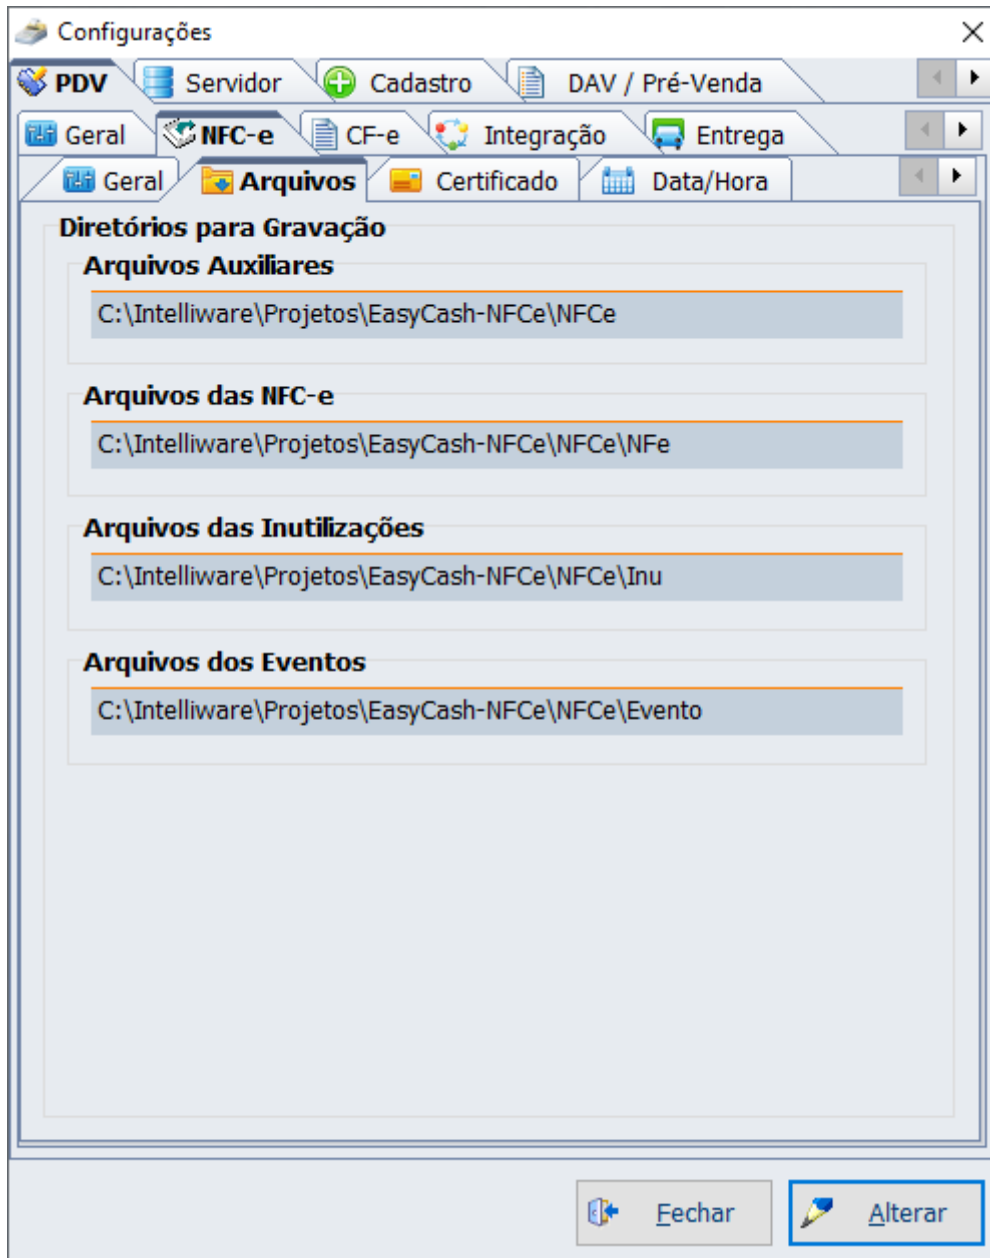 Configurações
PDV Servidor Cadastro DAV / Pré-Venda
Geral NFC-e CF-e Integração Entrega
Geral Arquivos Certificado Data/Hora
Diretórios para Gravação
Arquivos Auxiliares
C:\Intelliware\Projetos\EasyCash-NFCe\NFCe
Arquivos das NFC-e
C:\Intelliware\Projetos\EasyCash-NFCe\NFCe\NFe
Arquivos das Inutilizações
C:\Intelliware\Projetos\EasyCash-NFCe\NFCe\Inu
Arquivos dos Eventos
C:\Intelliware\Projetos\EasyCash-NFCe\NFCe\Evento
Fechar Alterar